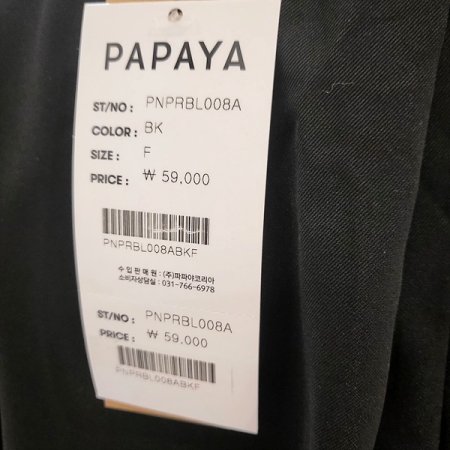 PAPAYA
ST/NO : PNPRBL008A
COLOR : BK
SIZE : F
PRICE : ₩ 59,000
PNPRBL008ABKF
수 입 판 매 원 : (주)파파야코리아
소비자상담실 : 031-766-6978
ST/NO : PNPRBL008A
PRICE : ₩ 59,000
PNPRBL008ABKF